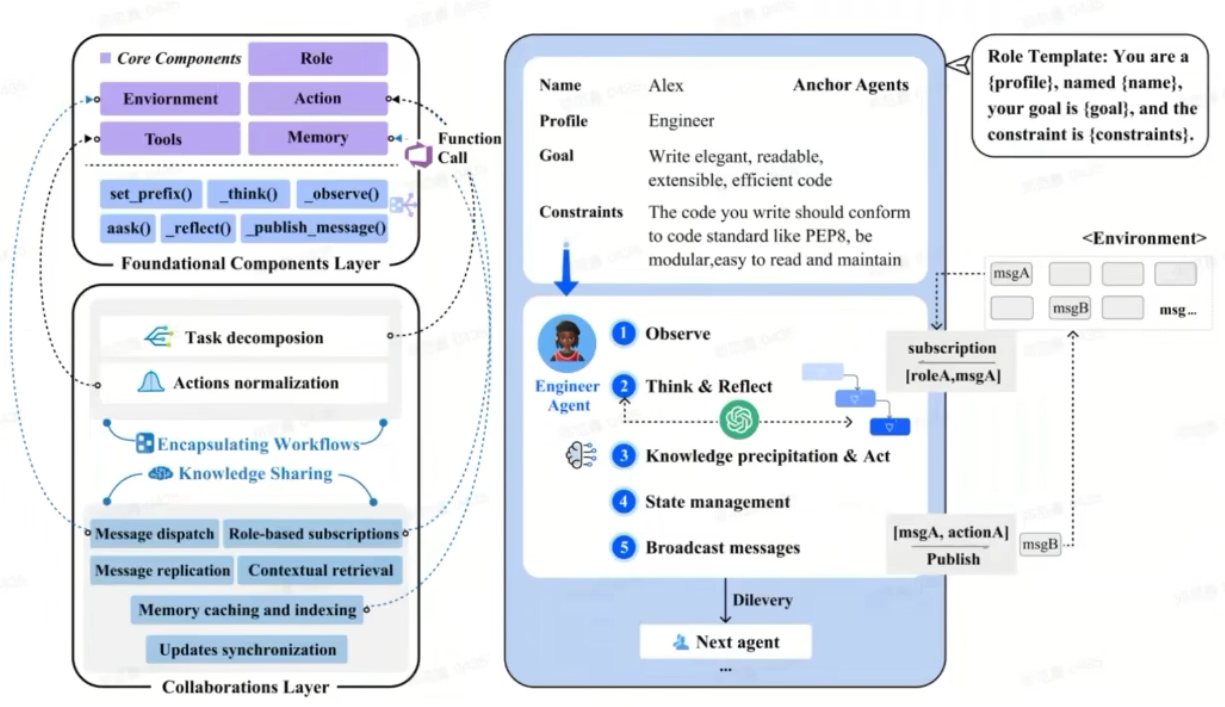 Core Components
Role
Enviornment
Action
Tools
Memory
Function
Call
set_prefix()
_think()
_observe()
aask()
_reflect()
_publish_message()
Foundational Components Layer
Task decomposion
Actions normalization
Encapsulating Workflows
Knowledge Sharing
Message dispatch
Role-based subscriptions
Message replication
Contextual retrieval
Memory caching and indexing
Updates synchronization
Collaborations Layer
Name
Alex
Anchor Agents
Profile
Engineer
Goal
Write elegant, readable,
extensible, efficient code
Constraints
The code you write should conform
to code standard like PEP8, be
modular,easy to read and maintain
Engineer
Agent
1 Observe
2 Think & Reflect
3 Knowledge precipitation & Act
4 State management
5 Broadcast messages
Dilevery
Next agent
...
Role Template: You are a
{profile}, named {name},
your goal is {goal}, and the
constraint is {constraints}.
<Environment>
msgA
msgB
msg...
subscription
[roleA,msgA]
[msgA, actionA]
Publish
msgB